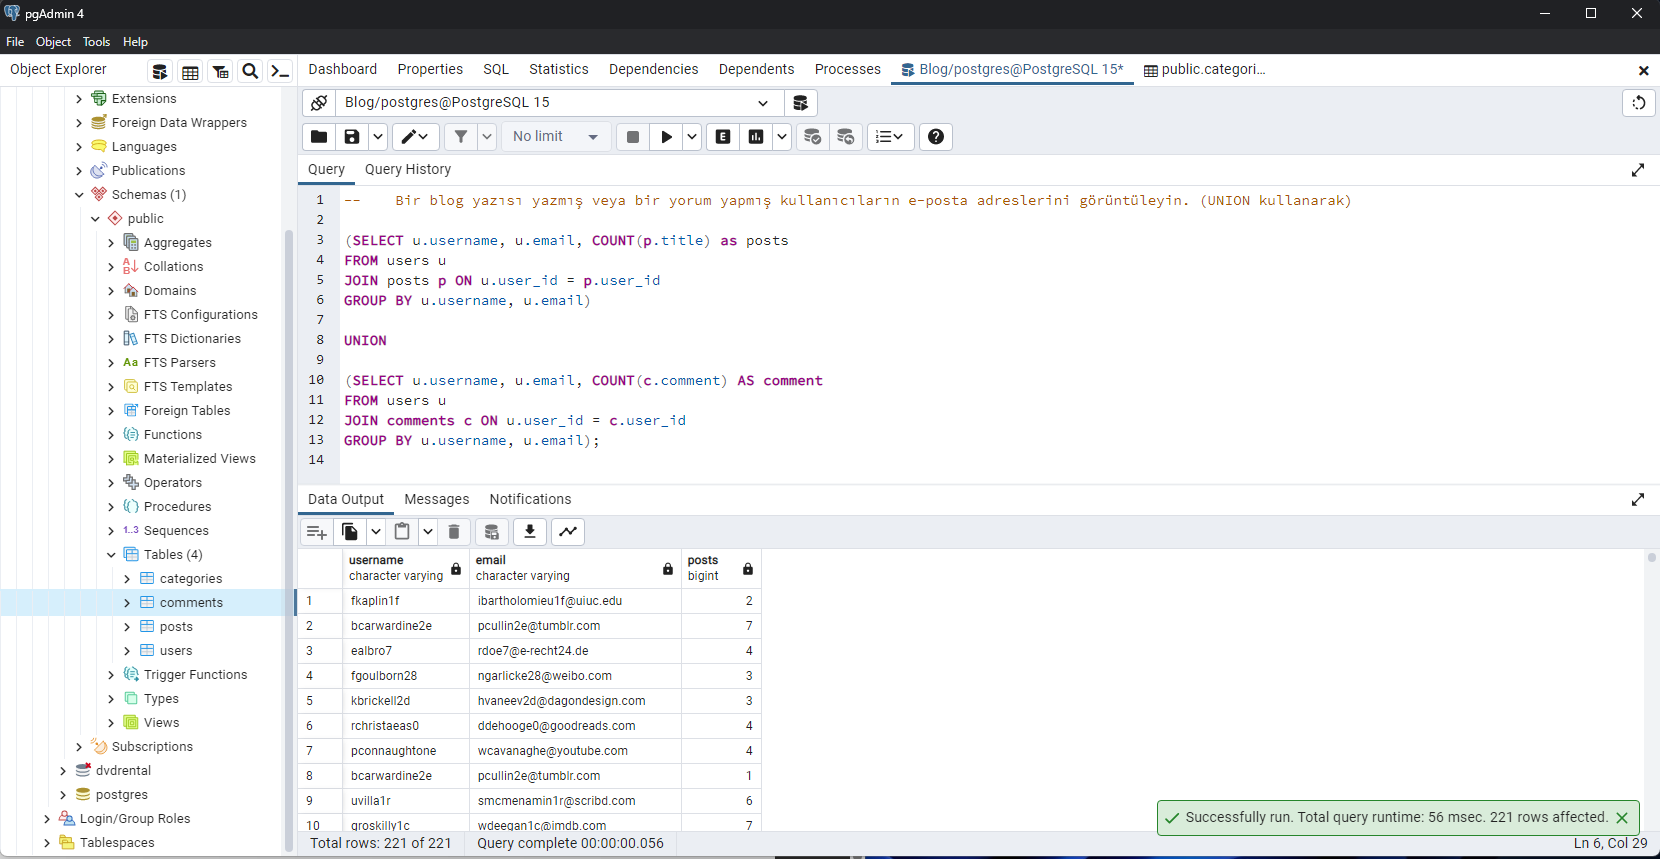 pgAdmin 4
File Object Tools Help
Object Explorer
Dashboard Properties SQL Statistics Dependencies Dependents Processes Blog/postgres@PostgreSQL 15* public.categori...
Extensions
Foreign Data Wrappers
Languages
Publications
Schemas (1)
public
Aggregates
Collations
Domains
FTS Configurations
FTS Dictionaries
Aa FTS Parsers
FTS Templates
Foreign Tables
Functions
Materialized Views
Operators
Procedures
1..3 Sequences
Tables (4)
categories
comments
posts
users
Trigger Functions
Types
Views
Subscriptions
dvdrental
postgres
Login/Group Roles
Tablespaces
Blog/postgres@PostgreSQL 15
No limit
E
Query Query History
1 -- Bir blog yazısı yazmış veya bir yorum yapmış kullanıcıların e-posta adreslerini görüntüleyin. (UNION kullanarak)
2
3 (SELECT u.username, u.email, COUNT(p.title) as posts
4 FROM users u
5 JOIN posts p ON u.user_id = p.user_id
6 GROUP BY u.username, u.email)
7
8 UNION
9
10 (SELECT u.username, u.email, COUNT(c.comment) AS comment
11 FROM users u
12 JOIN comments c ON u.user_id = c.user_id
13 GROUP BY u.username, u.email);
14
Data Output Messages Notifications
username email posts
character varying character varying bigint
1 fkaplin1f ibartholomieu1f@uiuc.edu 2
2 bcarwardine2e pcullin2e@tumblr.com 7
3 ealbro7 rdoe7@e-recht24.de 4
4 fgoulborn28 ngarlicke28@weibo.com 3
5 kbrickell2d hvaneev2d@dagondesign.com 3
6 rchristaeas0 ddehooge0@goodreads.com 4
7 pconnaughtone wcavanaghe@youtube.com 4
8 bcarwardine2e pcullin2e@tumblr.com 1
9 uvilla1r smcmenamin1r@scribd.com 6
10 groskilly1c wdeegan1c@imdb.com 7
Successfully run. Total query runtime: 56 msec. 221 rows affected.
Total rows: 221 of 221 Query complete 00:00:00.056 Ln 6, Col 29